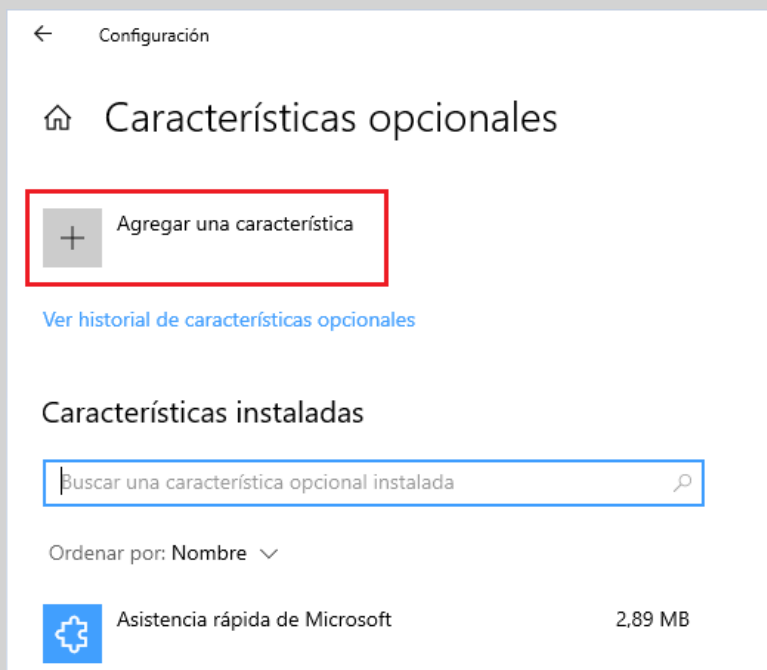 Configuración
Características opcionales
Agregar una característica
Ver historial de características opcionales
Características instaladas
Buscar una característica opcional instalada
Ordenar por: Nombre
Asistencia rápida de Microsoft 2,89 MB